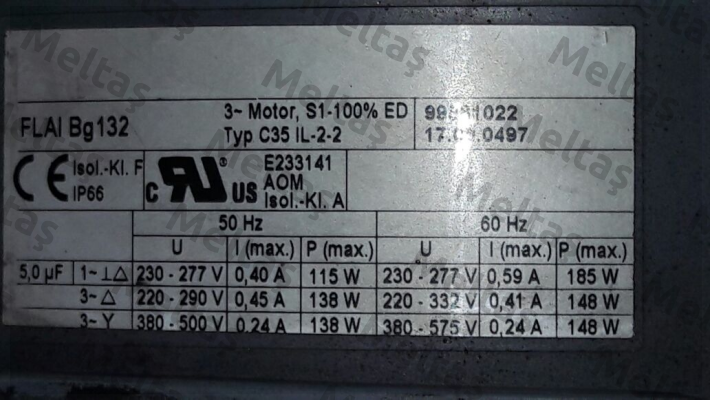 FLAI Bg132
3~ Motor, S1-100% ED
Typ C35 IL-2-2
CE
Isol.-Kl. F
IP66
c RU ® US
E233141
AOM
Isol.-Kl. A
50 Hz 60 Hz
U I (max.) P (max.) U I (max.) P (max.)
5,0 µF 1~ ⊥ △ 230 - 277 V 0,40 A 115 W 230 - 277 V 0,59 A 185 W
3~ △ 220 - 290 V 0,45 A 138 W 220 - 332 V 0,41 A 148 W
3~ Y 380 - 500 V 0,24 A 138 W 380 - 575 V 0,24 A 148 W
Meltaş